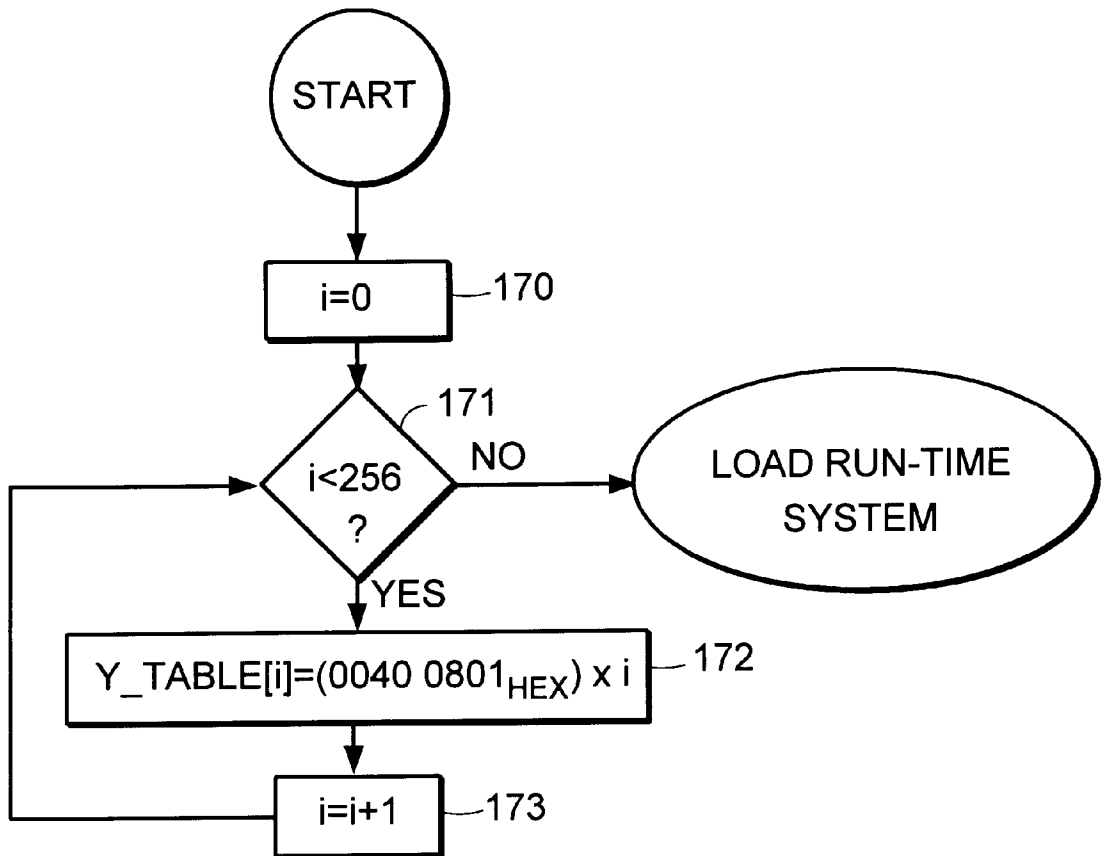 START
i=0
170
171
i<256
?
NO
LOAD RUN-TIME
SYSTEM
YES
Y_TABLE[i]=(0040 0801HEX) x i
172
i=i+1
173